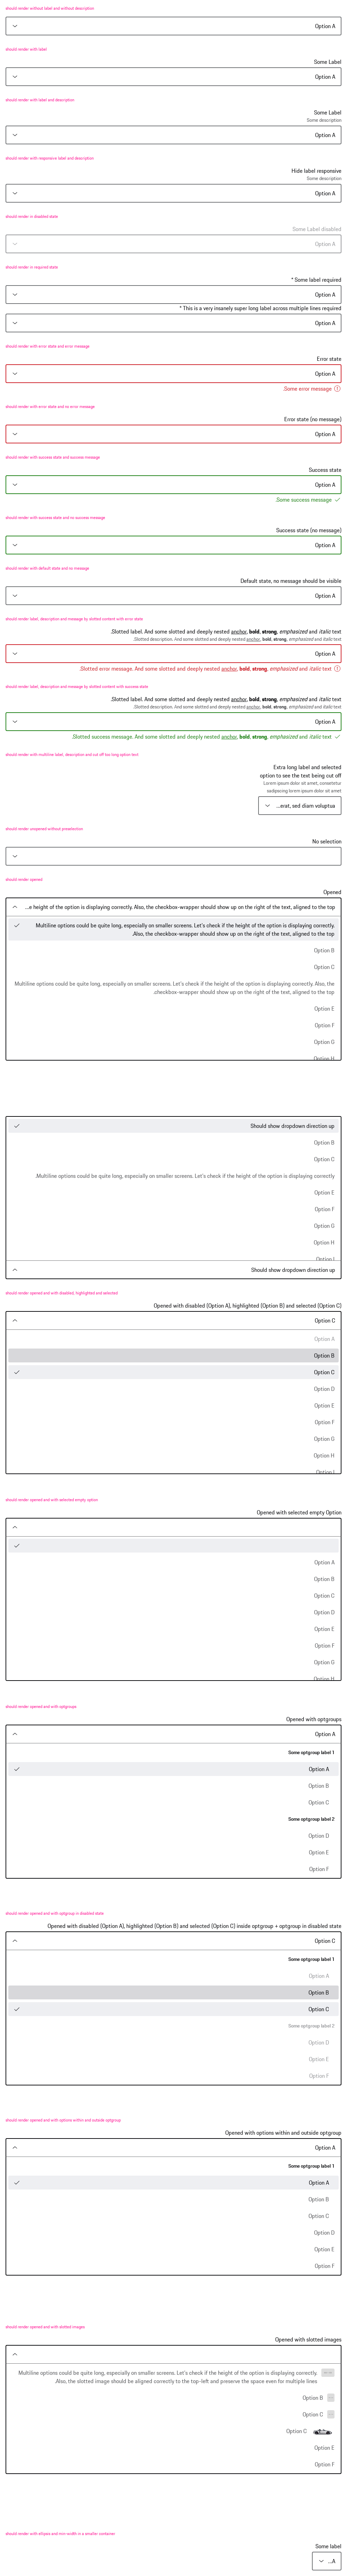 should render without label and without description
Option A
should render with label
Some Label
Option A
should render with label and description
Some Label
Some description
Option A
should render with responsive label and description
Hide label responsive
Some description
Option A
should render in disabled state
Some Label disabled
Option A
should render in required state
* Some label required
Option A
* This is a very insanely super long label across multiple lines required
Option A
should render with error state and error message
Error state
Option A
.Some error message
should render with error state and no error message
Error state (no message)
Option A
should render with success state and success message
Success state
Option A
.Some success message
should render with success state and no success message
Success state (no message)
Option A
should render with default state and no message
Default state, no message should be visible
Option A
should render label, description and message by slotted content with error state
.Slotted label. And some slotted and deeply nested anchor, bold, strong, emphasized and italic text
.Slotted description. And some slotted and deeply nested anchor, bold, strong, emphasized and italic text
Option A
.Slotted error message. And some slotted and deeply nested anchor, bold, strong, emphasized and italic text
should render label, description and message by slotted content with success state
.Slotted label. And some slotted and deeply nested anchor, bold, strong, emphasized and italic text
.Slotted description. And some slotted and deeply nested anchor, bold, strong, emphasized and italic text
Option A
.Slotted success message. And some slotted and deeply nested anchor, bold, strong, emphasized and italic text
should render with multiline label, description and cut off too long option text
Extra long label and selected
option to see the text being cut off
Lorem ipsum dolor sit amet, consetetur
sadipscing lorem ipsum dolor sit amet
...erat, sed diam voluptua
should render unopened without preselection
No selection
should render opened
Opened
...e height of the option is displaying correctly. Also, the checkbox-wrapper should show up on the right of the text, aligned to the top
Multiline options could be quite long, especially on smaller screens. Let's check if the height of the option is displaying correctly.
.Also, the checkbox-wrapper should show up on the right of the text, aligned to the top
Option B
Option C
Multiline options could be quite long, especially on smaller screens. Let's check if the height of the option is displaying correctly. Also, the
.checkbox-wrapper should show up on the right of the text, aligned to the top
Option E
Option F
Option G
Option H
Should show dropdown direction up
Option B
Option C
.Multiline options could be quite long, especially on smaller screens. Let's check if the height of the option is displaying correctly
Option E
Option F
Option G
Option H
Option I
Should show dropdown direction up
should render opened and with disabled, highlighted and selected
Opened with disabled (Option A), highlighted (Option B) and selected (Option C)
Option C
Option A
Option B
Option C
Option D
Option E
Option F
Option G
Option H
Option I
should render opened and with selected empty option
Opened with selected empty Option
Option A
Option B
Option C
Option D
Option E
Option F
Option G
Option H
should render opened and with optgroups
Opened with optgroups
Option A
Some optgroup label 1
Option A
Option B
Option C
Some optgroup label 2
Option D
Option E
Option F
should render opened and with optgroup in disabled state
Opened with disabled (Option A), highlighted (Option B) and selected (Option C) inside optgroup + optgroup in disabled state
Option C
Some optgroup label 1
Option A
Option B
Option C
Some optgroup label 2
Option D
Option E
Option F
should render opened and with options within and outside optgroup
Opened with options within and outside optgroup
Option A
Some optgroup label 1
Option A
Option B
Option C
Option D
Option E
Option F
should render opened and with slotted images
Opened with slotted images
Multiline options could be quite long, especially on smaller screens. Let's check if the height of the option is displaying correctly.
.Also, the slotted image should be aligned correctly to the top-left and preserve the space even for multiple lines
Option B
Option C
Option C
Option E
Option F
should render with ellipsis and min width in a smaller container
Some label
...A